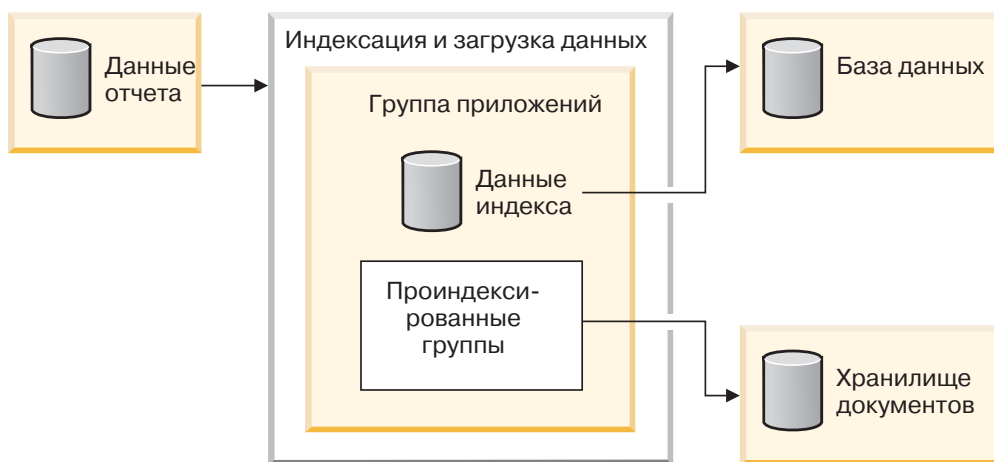 Данные
отчета
Индексация и загрузка данных
Группа приложений
Данные
индекса
Проиндекси-
рованные
группы
База данных
Хранилище
документов